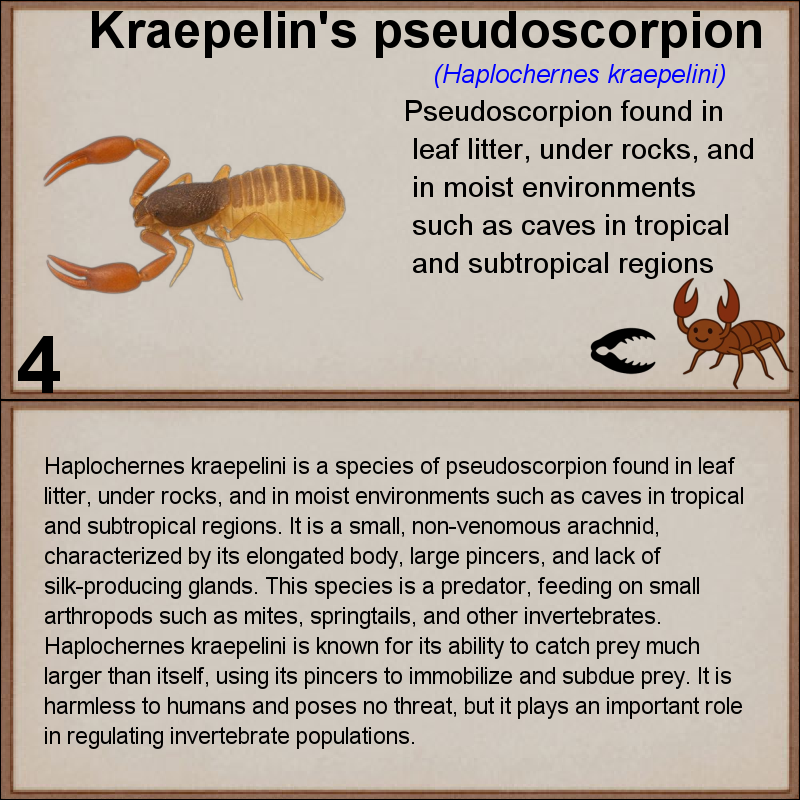 Kraepelin's pseudoscorpion
(Haplochernes kraepelini)
Pseudoscorpion found in
leaf litter, under rocks, and
in moist environments
such as caves in tropical
and subtropical regions
4
Haplochernes kraepelini is a species of pseudoscorpion found in leaf
litter, under rocks, and in moist environments such as caves in tropical
and subtropical regions. It is a small, non-venomous arachnid,
characterized by its elongated body, large pincers, and lack of
silk-producing glands. This species is a predator, feeding on small
arthropods such as mites, springtails, and other invertebrates.
Haplochernes kraepelini is known for its ability to catch prey much
larger than itself, using its pincers to immobilize and subdue prey. It is
harmless to humans and poses no threat, but it plays an important role
in regulating invertebrate populations.